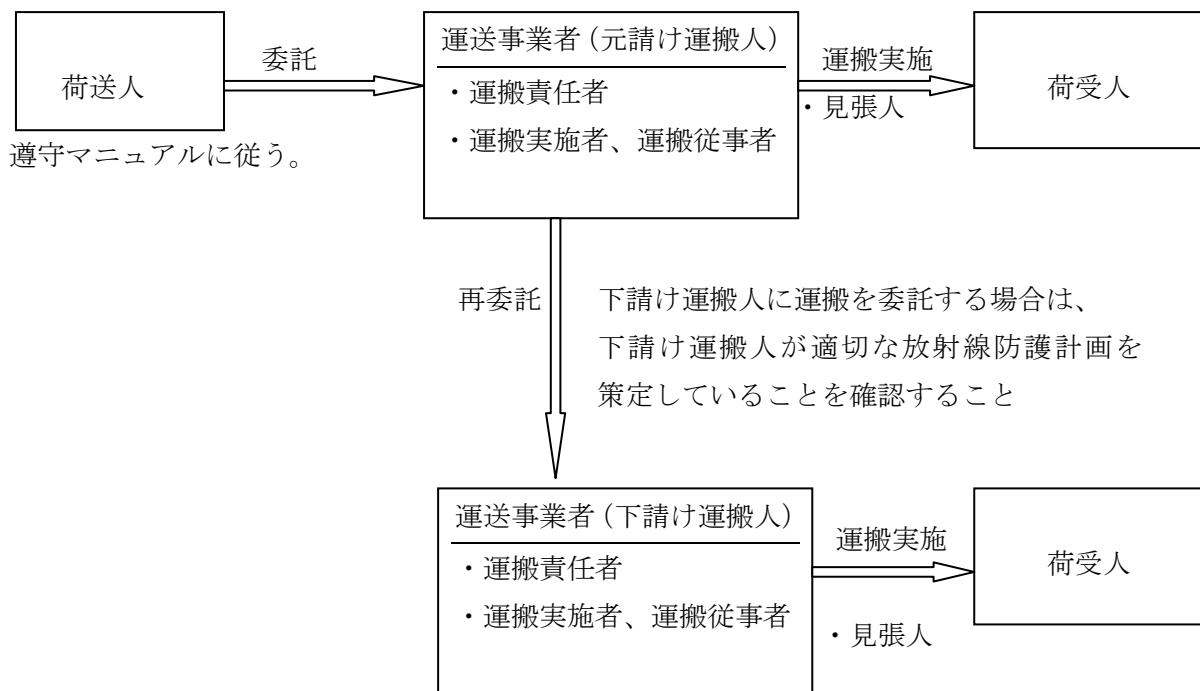 荷送人
委託
運送事業者（元請け運搬人）
・運搬責任者
・運搬実施者、運搬従事者
運搬実施
・見張人
荷受人
遵守マニュアルに従う。
再委託
下請け運搬人に運搬を委託する場合は、
下請け運搬人が適切な放射線防護計画を
策定していることを確認すること
運送事業者（下請け運搬人）
・運搬責任者
・運搬実施者、運搬従事者
運搬実施
・見張人
荷受人